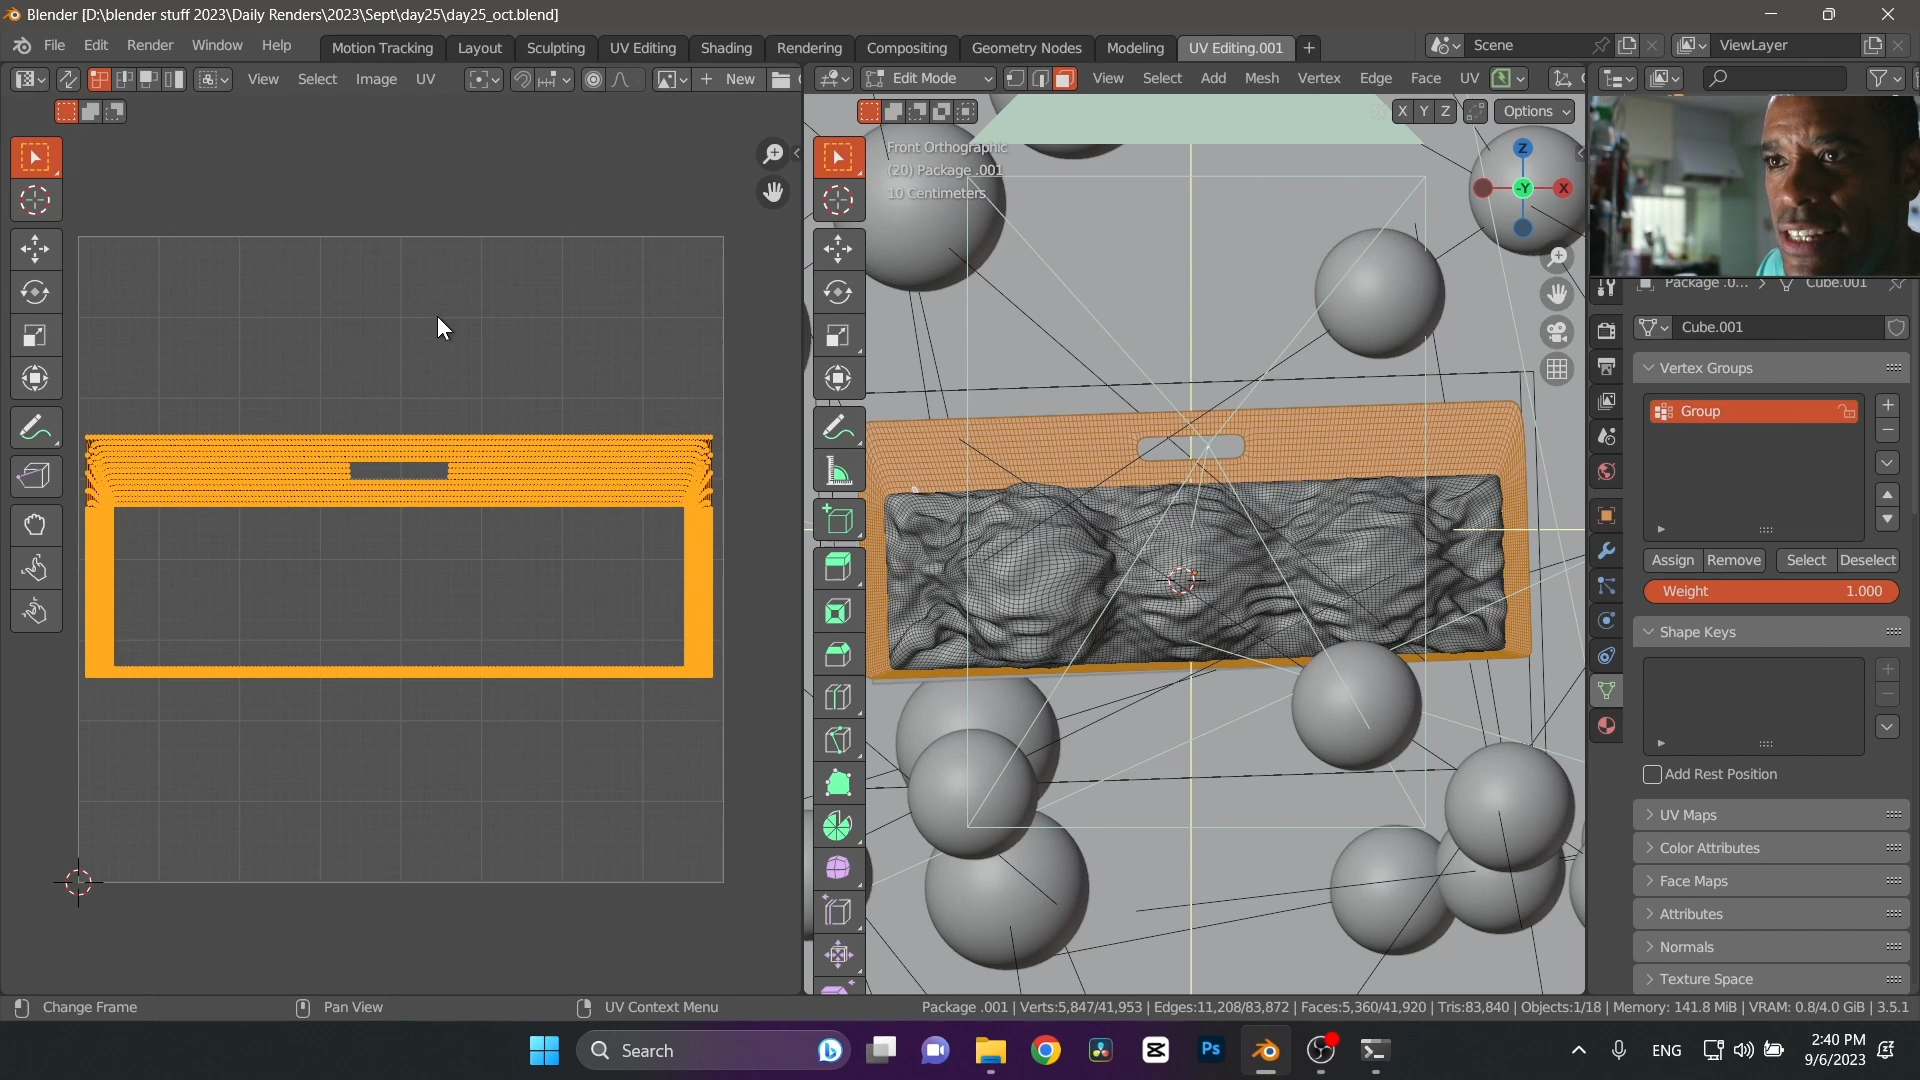 Blender [D:\blender stuff 2023\Daily Renders\2023\Sept\day25\day25_oct.blend]
File Edit Render Window Help Motion Tracking Layout Sculpting UV Editing Shading Rendering Compositing Geometry Nodes Modeling UV Editing.001 + Scene ViewLayer
View Select Image UV New Edit Mode View Select Add Mesh Vertex Edge Face UV
X Y Z Options
Front Orthographic
(20) Package .001
10 Centimeters
Z
-Y X
Package .0... > Cube.001
Cube.001
Vertex Groups
Group
Assign Remove Select Deselect
Weight 1.000
Shape Keys
Add Rest Position
UV Maps
Color Attributes
Face Maps
Attributes
Normals
Texture Space
Change Frame Pan View UV Context Menu Package .001 | Verts:5,847/41,953 | Edges:11,208/83,872 | Faces:5,360/41,920 | Tris:83,840 | Objects:1/18 | Memory: 141.8 MiB | VRAM: 0.8/4.0 GiB | 3.5.1
Search Ps ENG 2:40 PM
9/6/2023